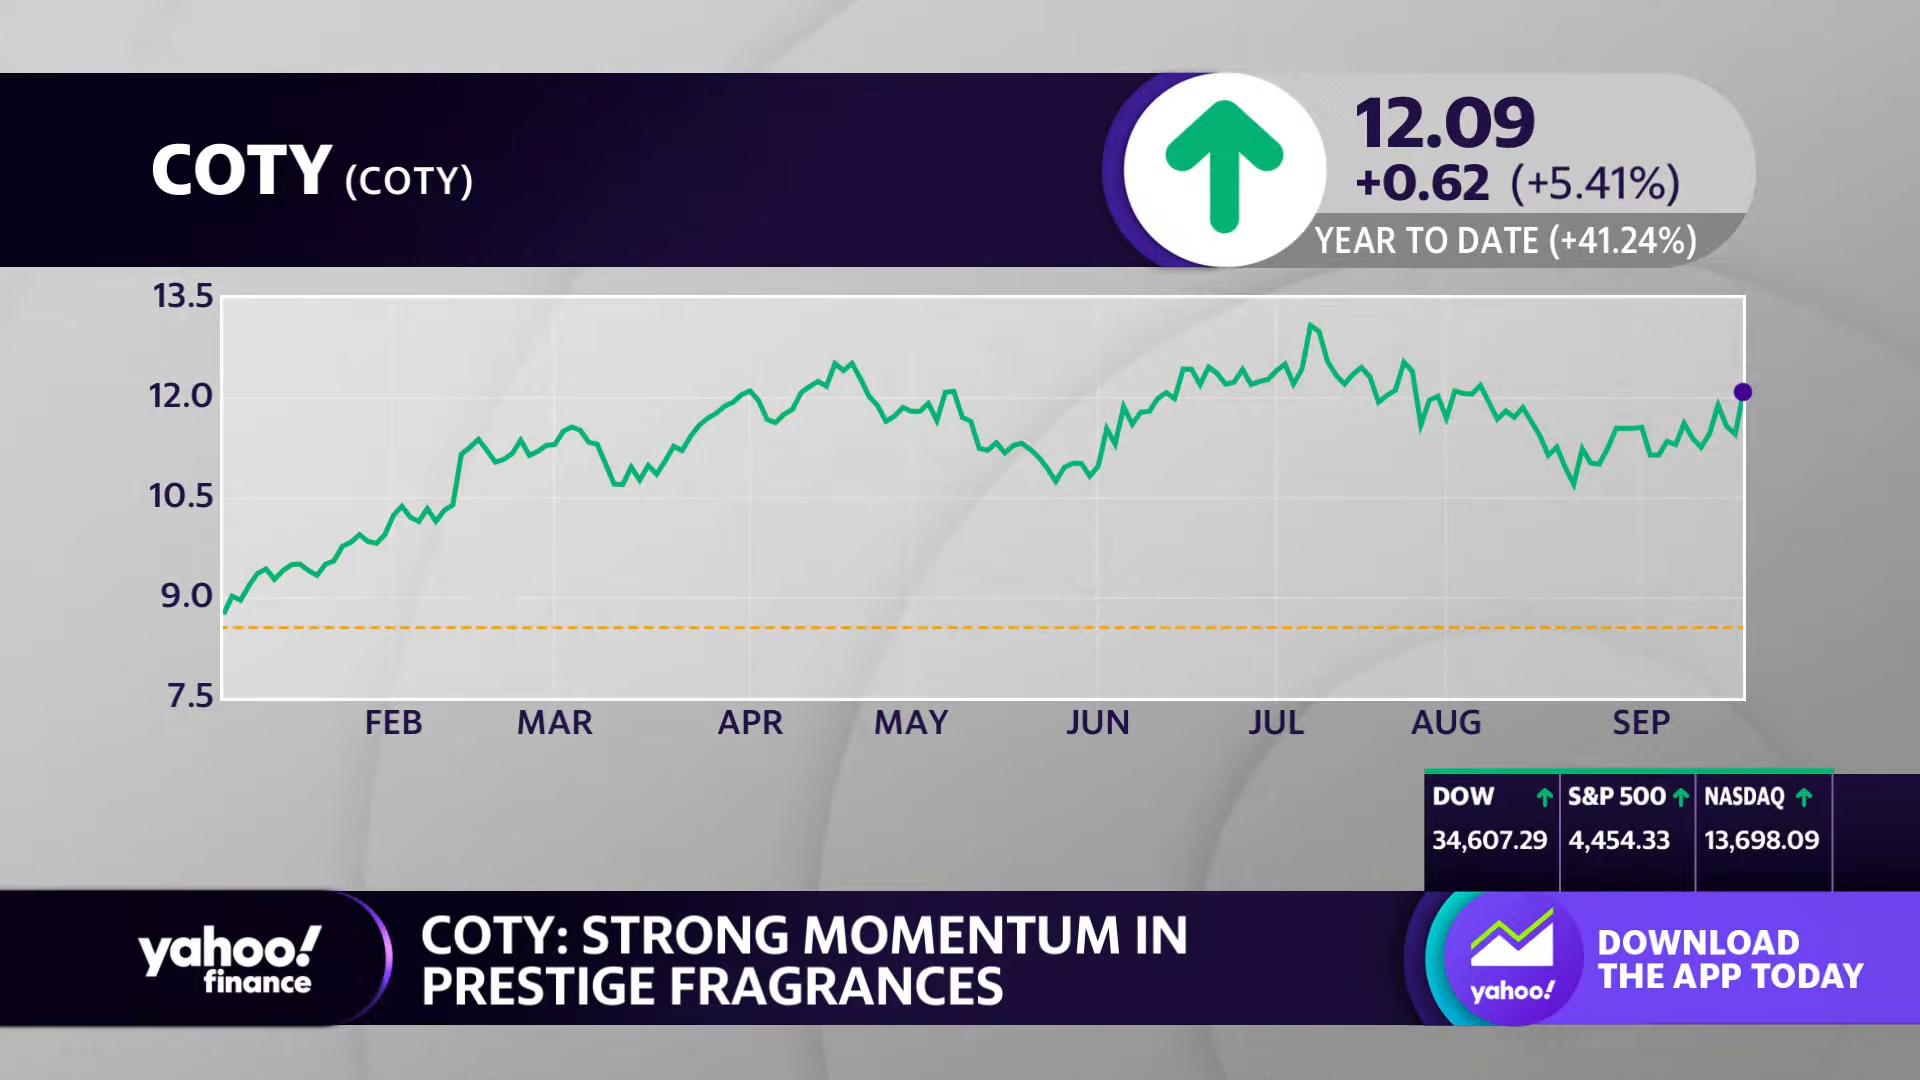 COTY (COTY)
12.09
+0.62 (+5.41%)
YEAR TO DATE (+41.24%)
13.5
12.0
10.5
9.0
7.5
FEB MAR APR MAY JUN JUL AUG SEP
DOW S&P 500 NASDAQ
34,607.29 4,454.33 13,698.09
yahoo!
finance
COTY: STRONG MOMENTUM IN
PRESTIGE FRAGRANCES
yahoo!
DOWNLOAD
THE APP TODAY